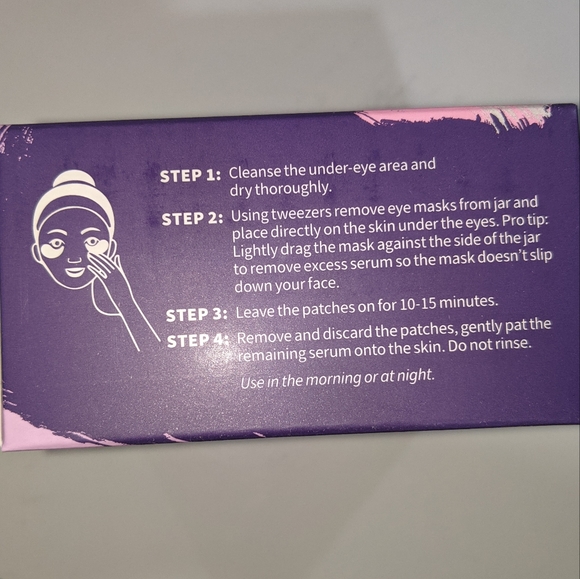 STEP 1: Cleanse the under-eye area and
dry thoroughly.
STEP 2: Using tweezers remove eye masks from jar and
place directly on the skin under the eyes. Pro tip:
Lightly drag the mask against the side of the jar
to remove excess serum so the mask doesn't slip
down your face.
STEP 3: Leave the patches on for 10-15 minutes.
STEP 4: Remove and discard the patches, gently pat the
remaining serum onto the skin. Do not rinse.
Use in the morning or at night.